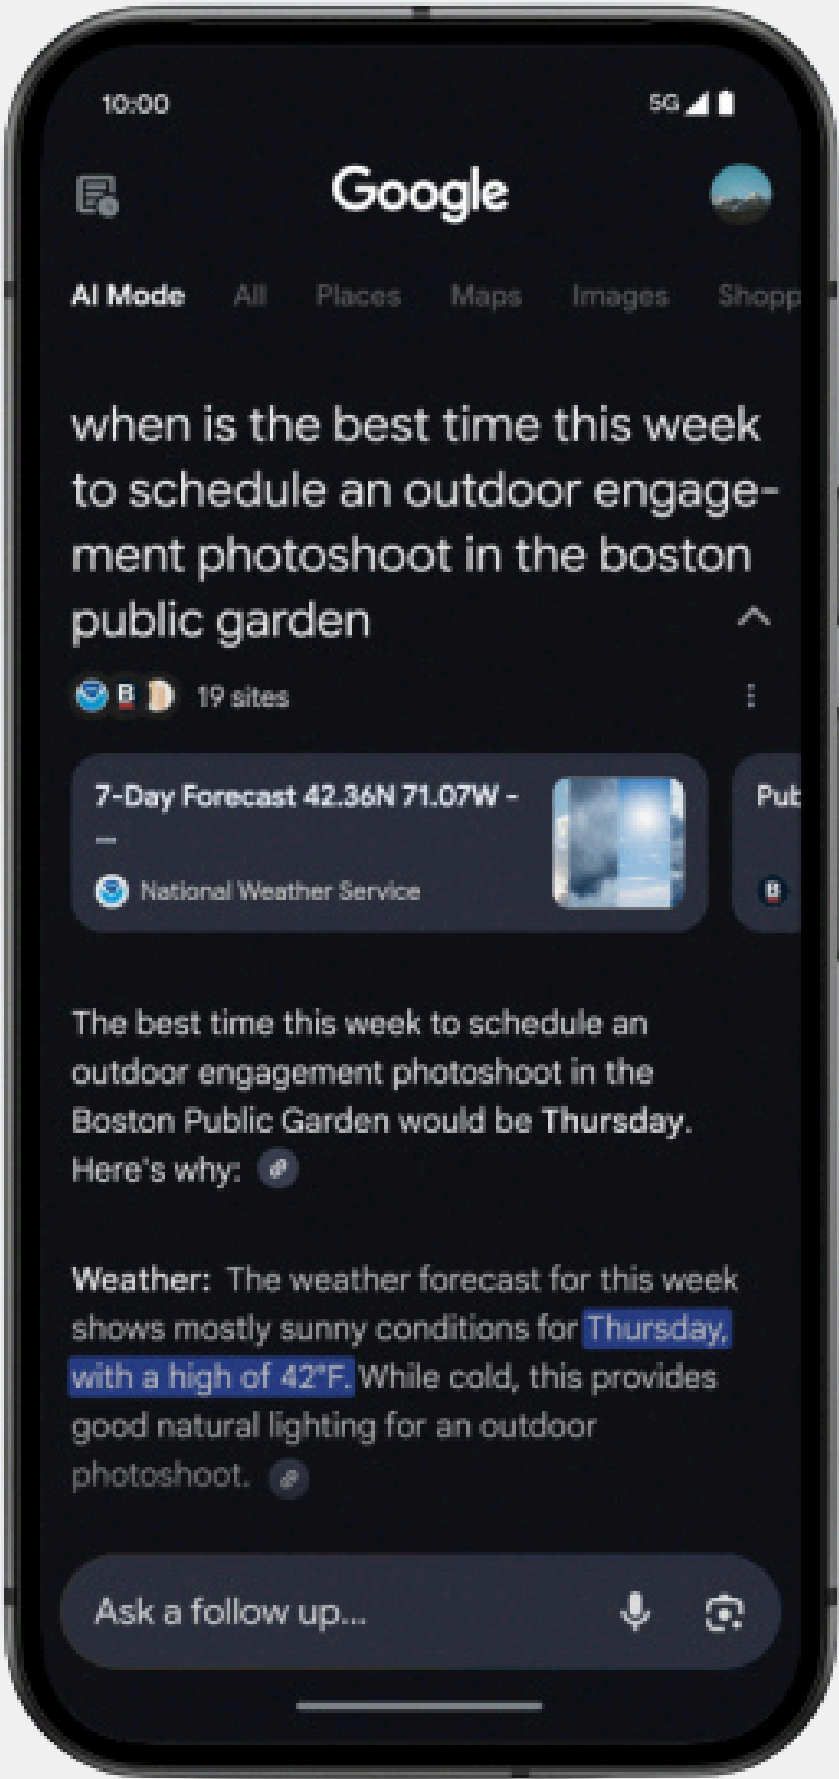 10:00 5G
Google
AI Mode All Places Maps Images Shopp
when is the best time this week
to schedule an outdoor engage-
ment photoshoot in the boston
public garden
B 19 sites
7-Day Forecast 42.36N 71.07W -
...
National Weather Service
Pub
B
The best time this week to schedule an
outdoor engagement photoshoot in the
Boston Public Garden would be Thursday.
Here's why:
Weather: The weather forecast for this week
shows mostly sunny conditions for Thursday,
with a high of 42°F. While cold, this provides
good natural lighting for an outdoor
photoshoot.
Ask a follow up...